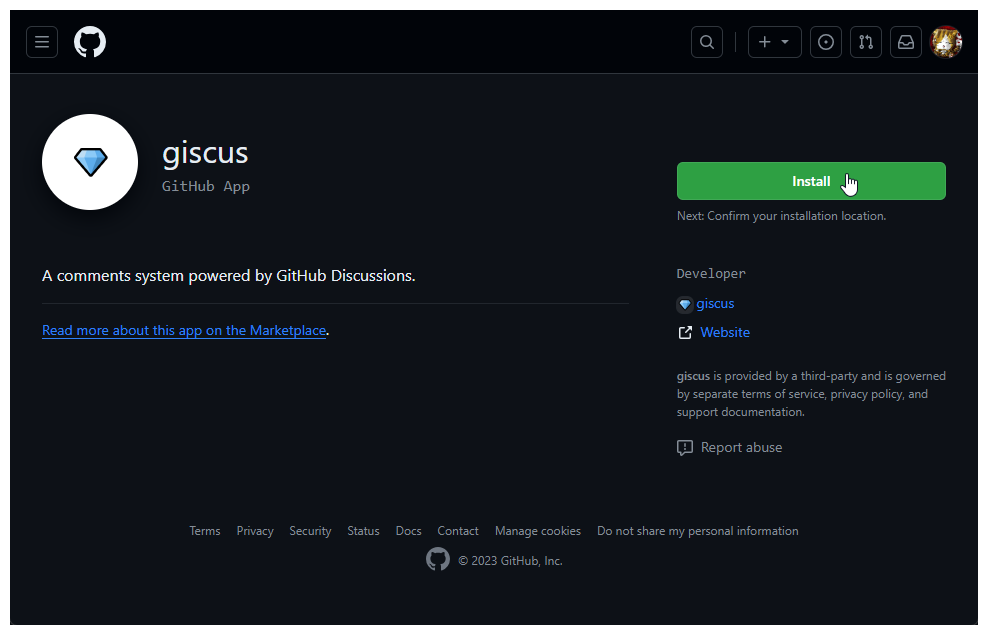 giscus
GitHub App
Install
Next: Confirm your installation location.
A comments system powered by GitHub Discussions.
Read more about this app on the Marketplace.
Developer
giscus
Website
giscus is provided by a third-party and is governed
by separate terms of service, privacy policy, and
support documentation.
Report abuse
Terms Privacy Security Status Docs Contact Manage cookies Do not share my personal information
© 2023 GitHub, Inc.